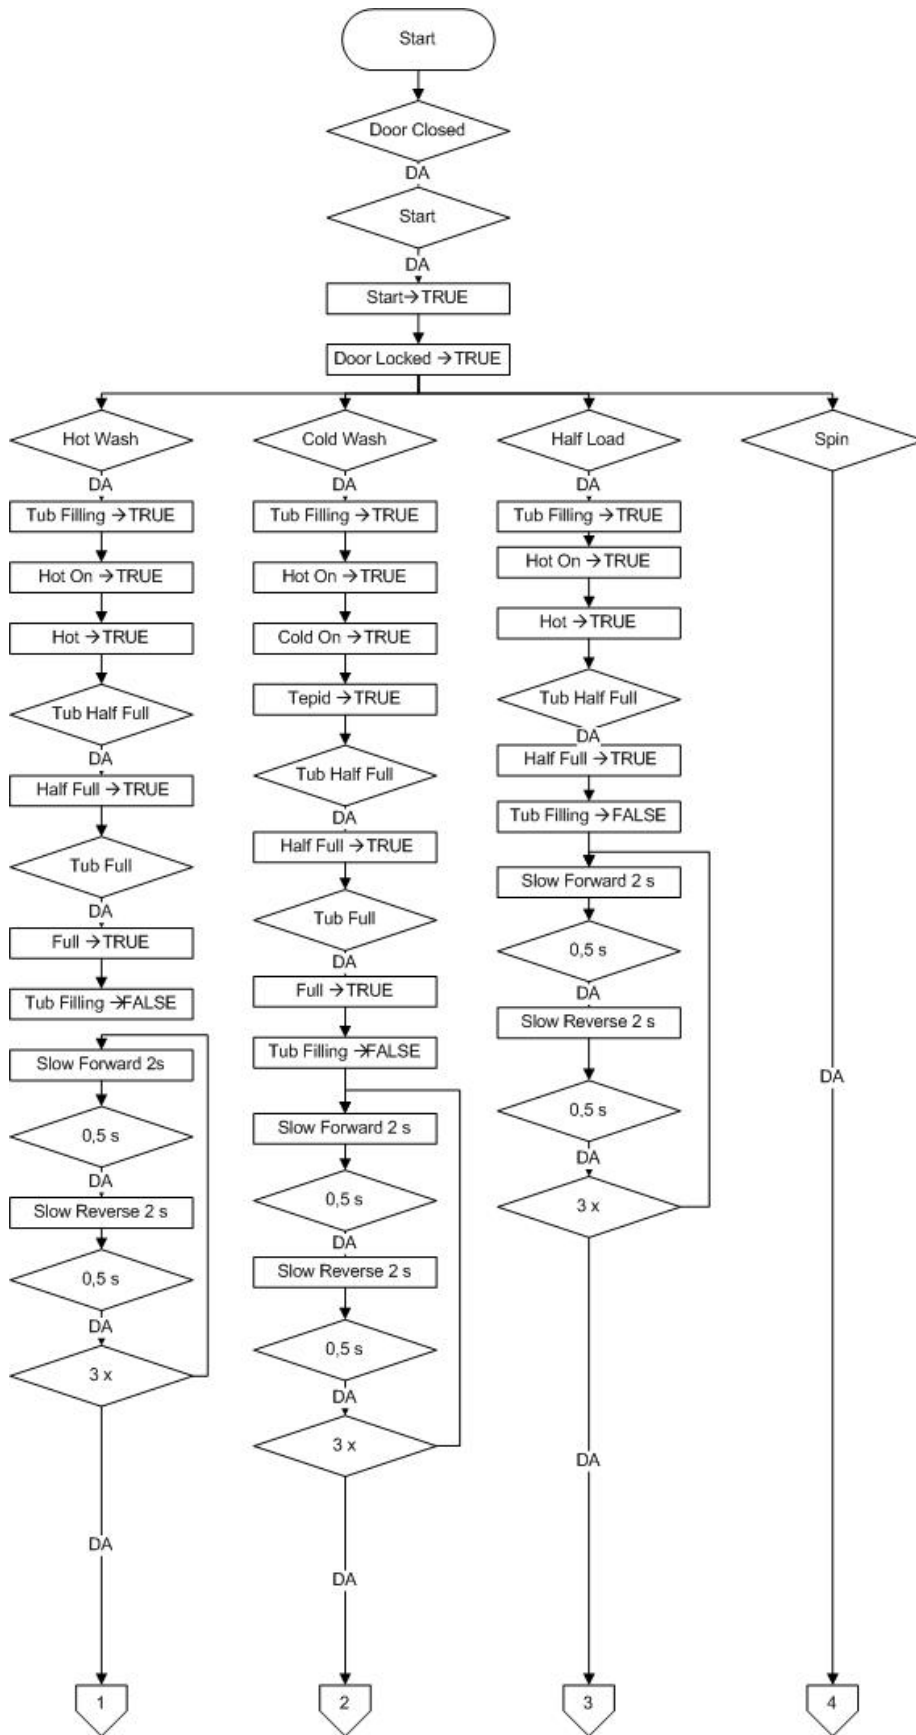 Start
Door Closed
DA
Start
DA
Start→TRUE
Door Locked →TRUE
Hot Wash
DA
Tub Filling →TRUE
Hot On →TRUE
Hot →TRUE
Tub Half Full
DA
Half Full →TRUE
Tub Full
DA
Full →TRUE
Tub Filling →FALSE
Slow Forward 2s
0,5 s
DA
Slow Reverse 2 s
0,5 s
DA
3 x
DA
1
Cold Wash
DA
Tub Filling →TRUE
Hot On →TRUE
Cold On →TRUE
Tepid →TRUE
Tub Half Full
DA
Half Full →TRUE
Tub Full
DA
Full →TRUE
Tub Filling →FALSE
Slow Forward 2 s
0,5 s
DA
Slow Reverse 2 s
0,5 s
DA
3 x
DA
2
Half Load
DA
Tub Filling →TRUE
Hot On →TRUE
Hot →TRUE
Tub Half Full
DA
Half Full →TRUE
Tub Filling →FALSE
Slow Forward 2 s
0,5 s
DA
Slow Reverse 2 s
0,5 s
DA
3 x
DA
3
Spin
DA
4